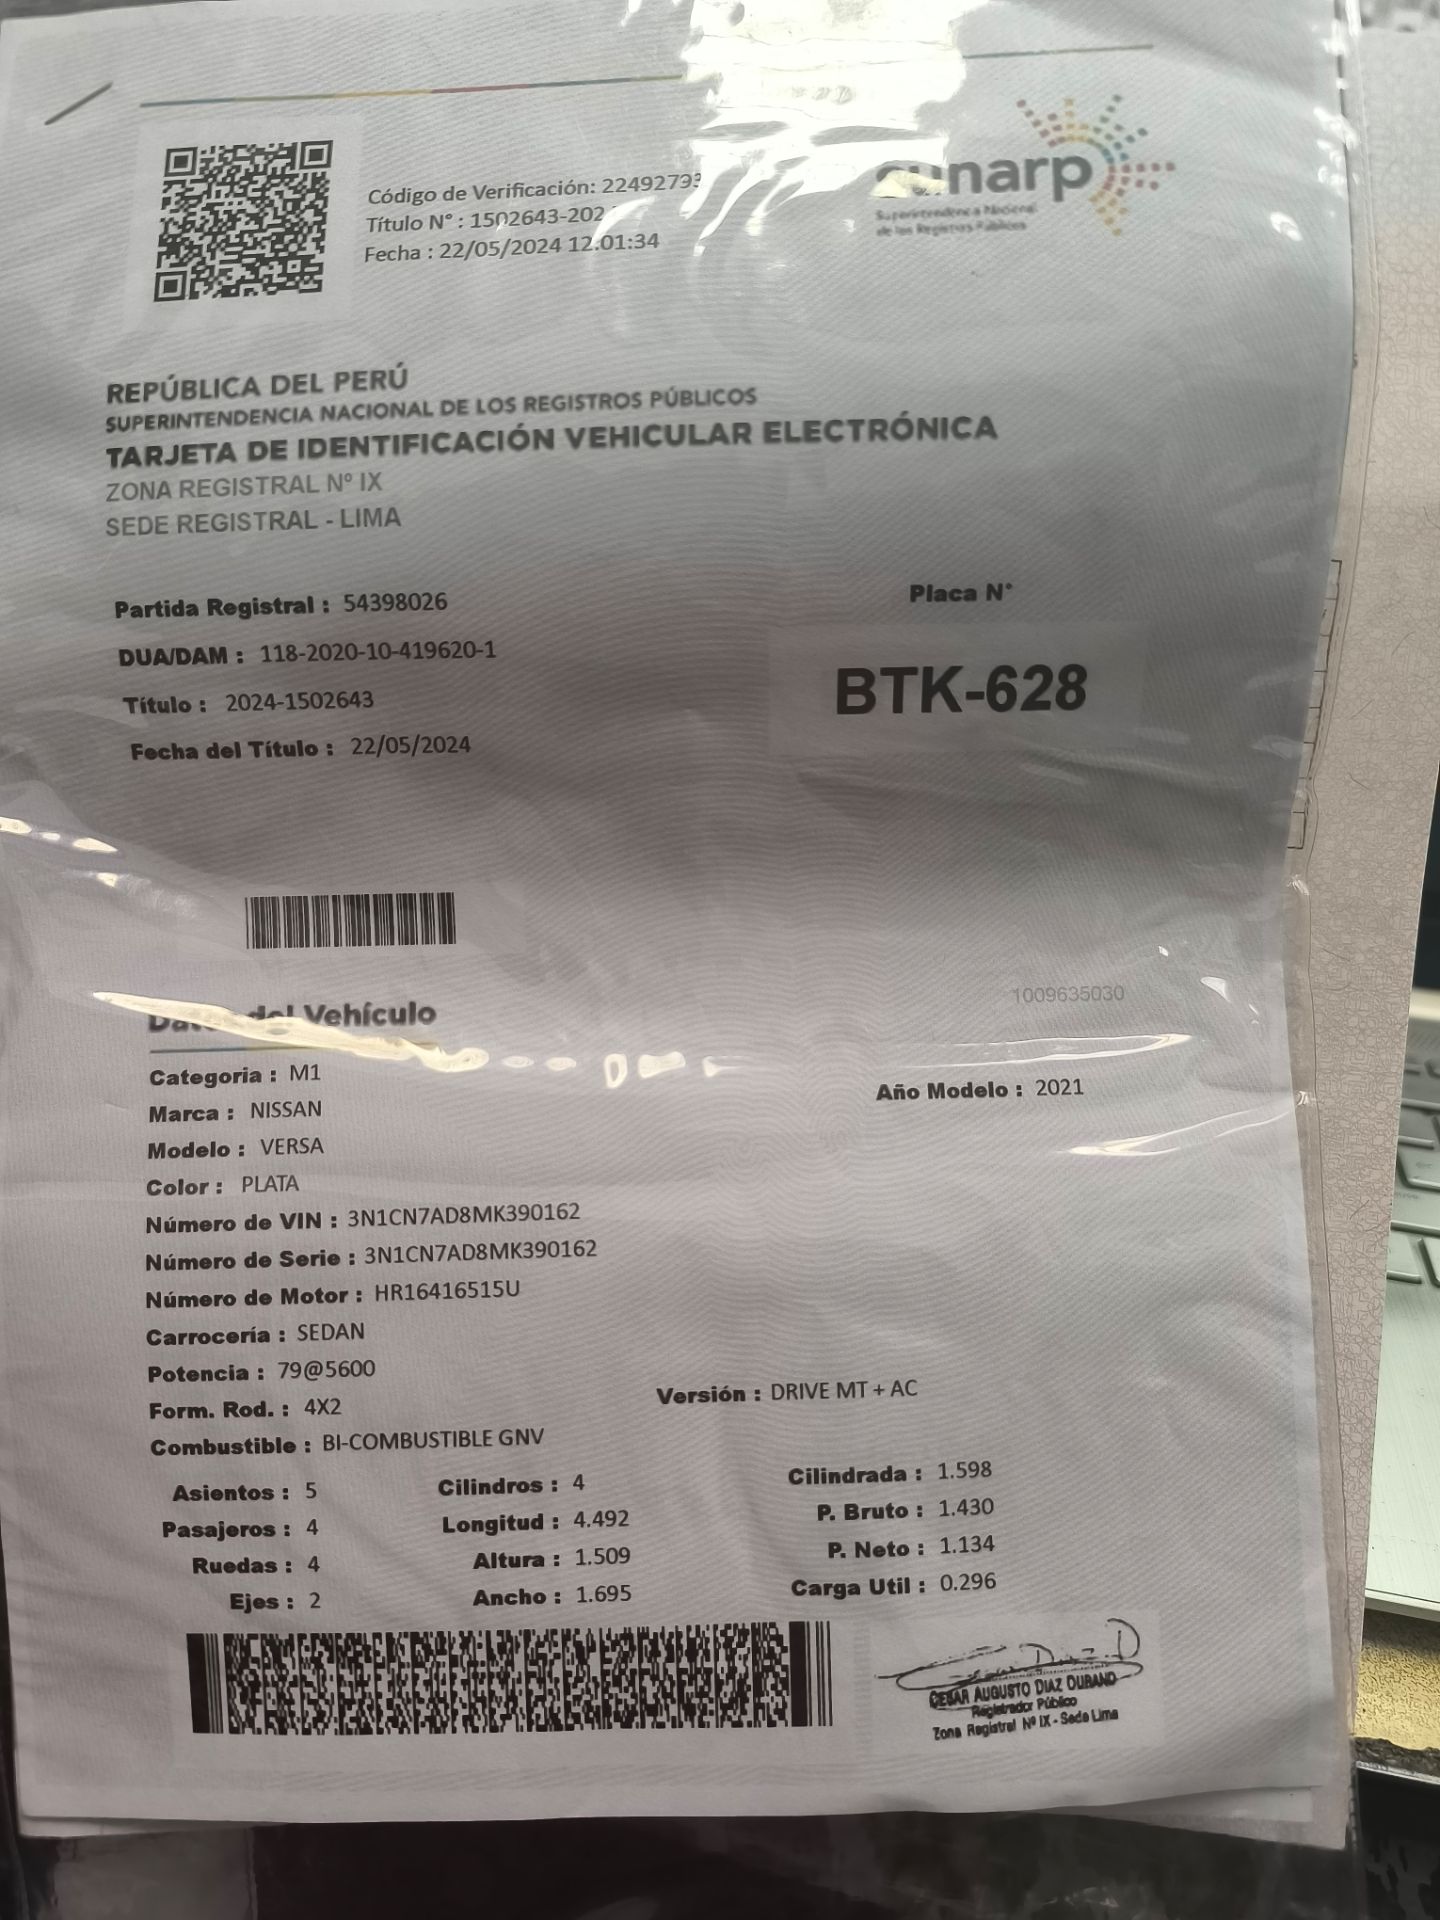 Código de Verificación: 2249279
Título N° : 1502643-202
Fecha : 22/05/2024 12:01:34
Superintendencia Nacional
de los Registros Públicos
REPÚBLICA DEL PERÚ
SUPERINTENDENCIA NACIONAL DE LOS REGISTROS PÚBLICOS
TARJETA DE IDENTIFICACIÓN VEHICULAR ELECTRÓNICA
ZONA REGISTRAL Nº IX
SEDE REGISTRAL - LIMA
Partida Registral : 54398026
DUA/DAM : 118-2020-10-419620-1
Título : 2024-1502643
Fecha del Título : 22/05/2024
Placa N°
BTK-628
1009635030
del Vehículo
Categoria : M1
Año Modelo : 2021
Marca : NISSAN
Modelo : VERSA
Color : PLATA
Número de VIN : 3N1CN7AD8MK390162
Número de Serie : 3N1CN7AD8MK390162
Número de Motor : HR16416515U
Carrocería : SEDAN
Potencia : 79@5600
Form. Rod. : 4X2
Versión : DRIVE MT + AC
Combustible : BI-COMBUSTIBLE GNV
Asientos : 5 Cilindros : 4 Cilindrada : 1.598
Pasajeros : 4 Longitud : 4.492 P. Bruto : 1.430
Ruedas : 4 Altura : 1.509 P. Neto : 1.134
Ejes : 2 Ancho : 1.695 Carga Util : 0.296
CESAR AUGUSTO DIAZ DURAND
Registrador Público
Zona Registral Nº IX - Sede Lima